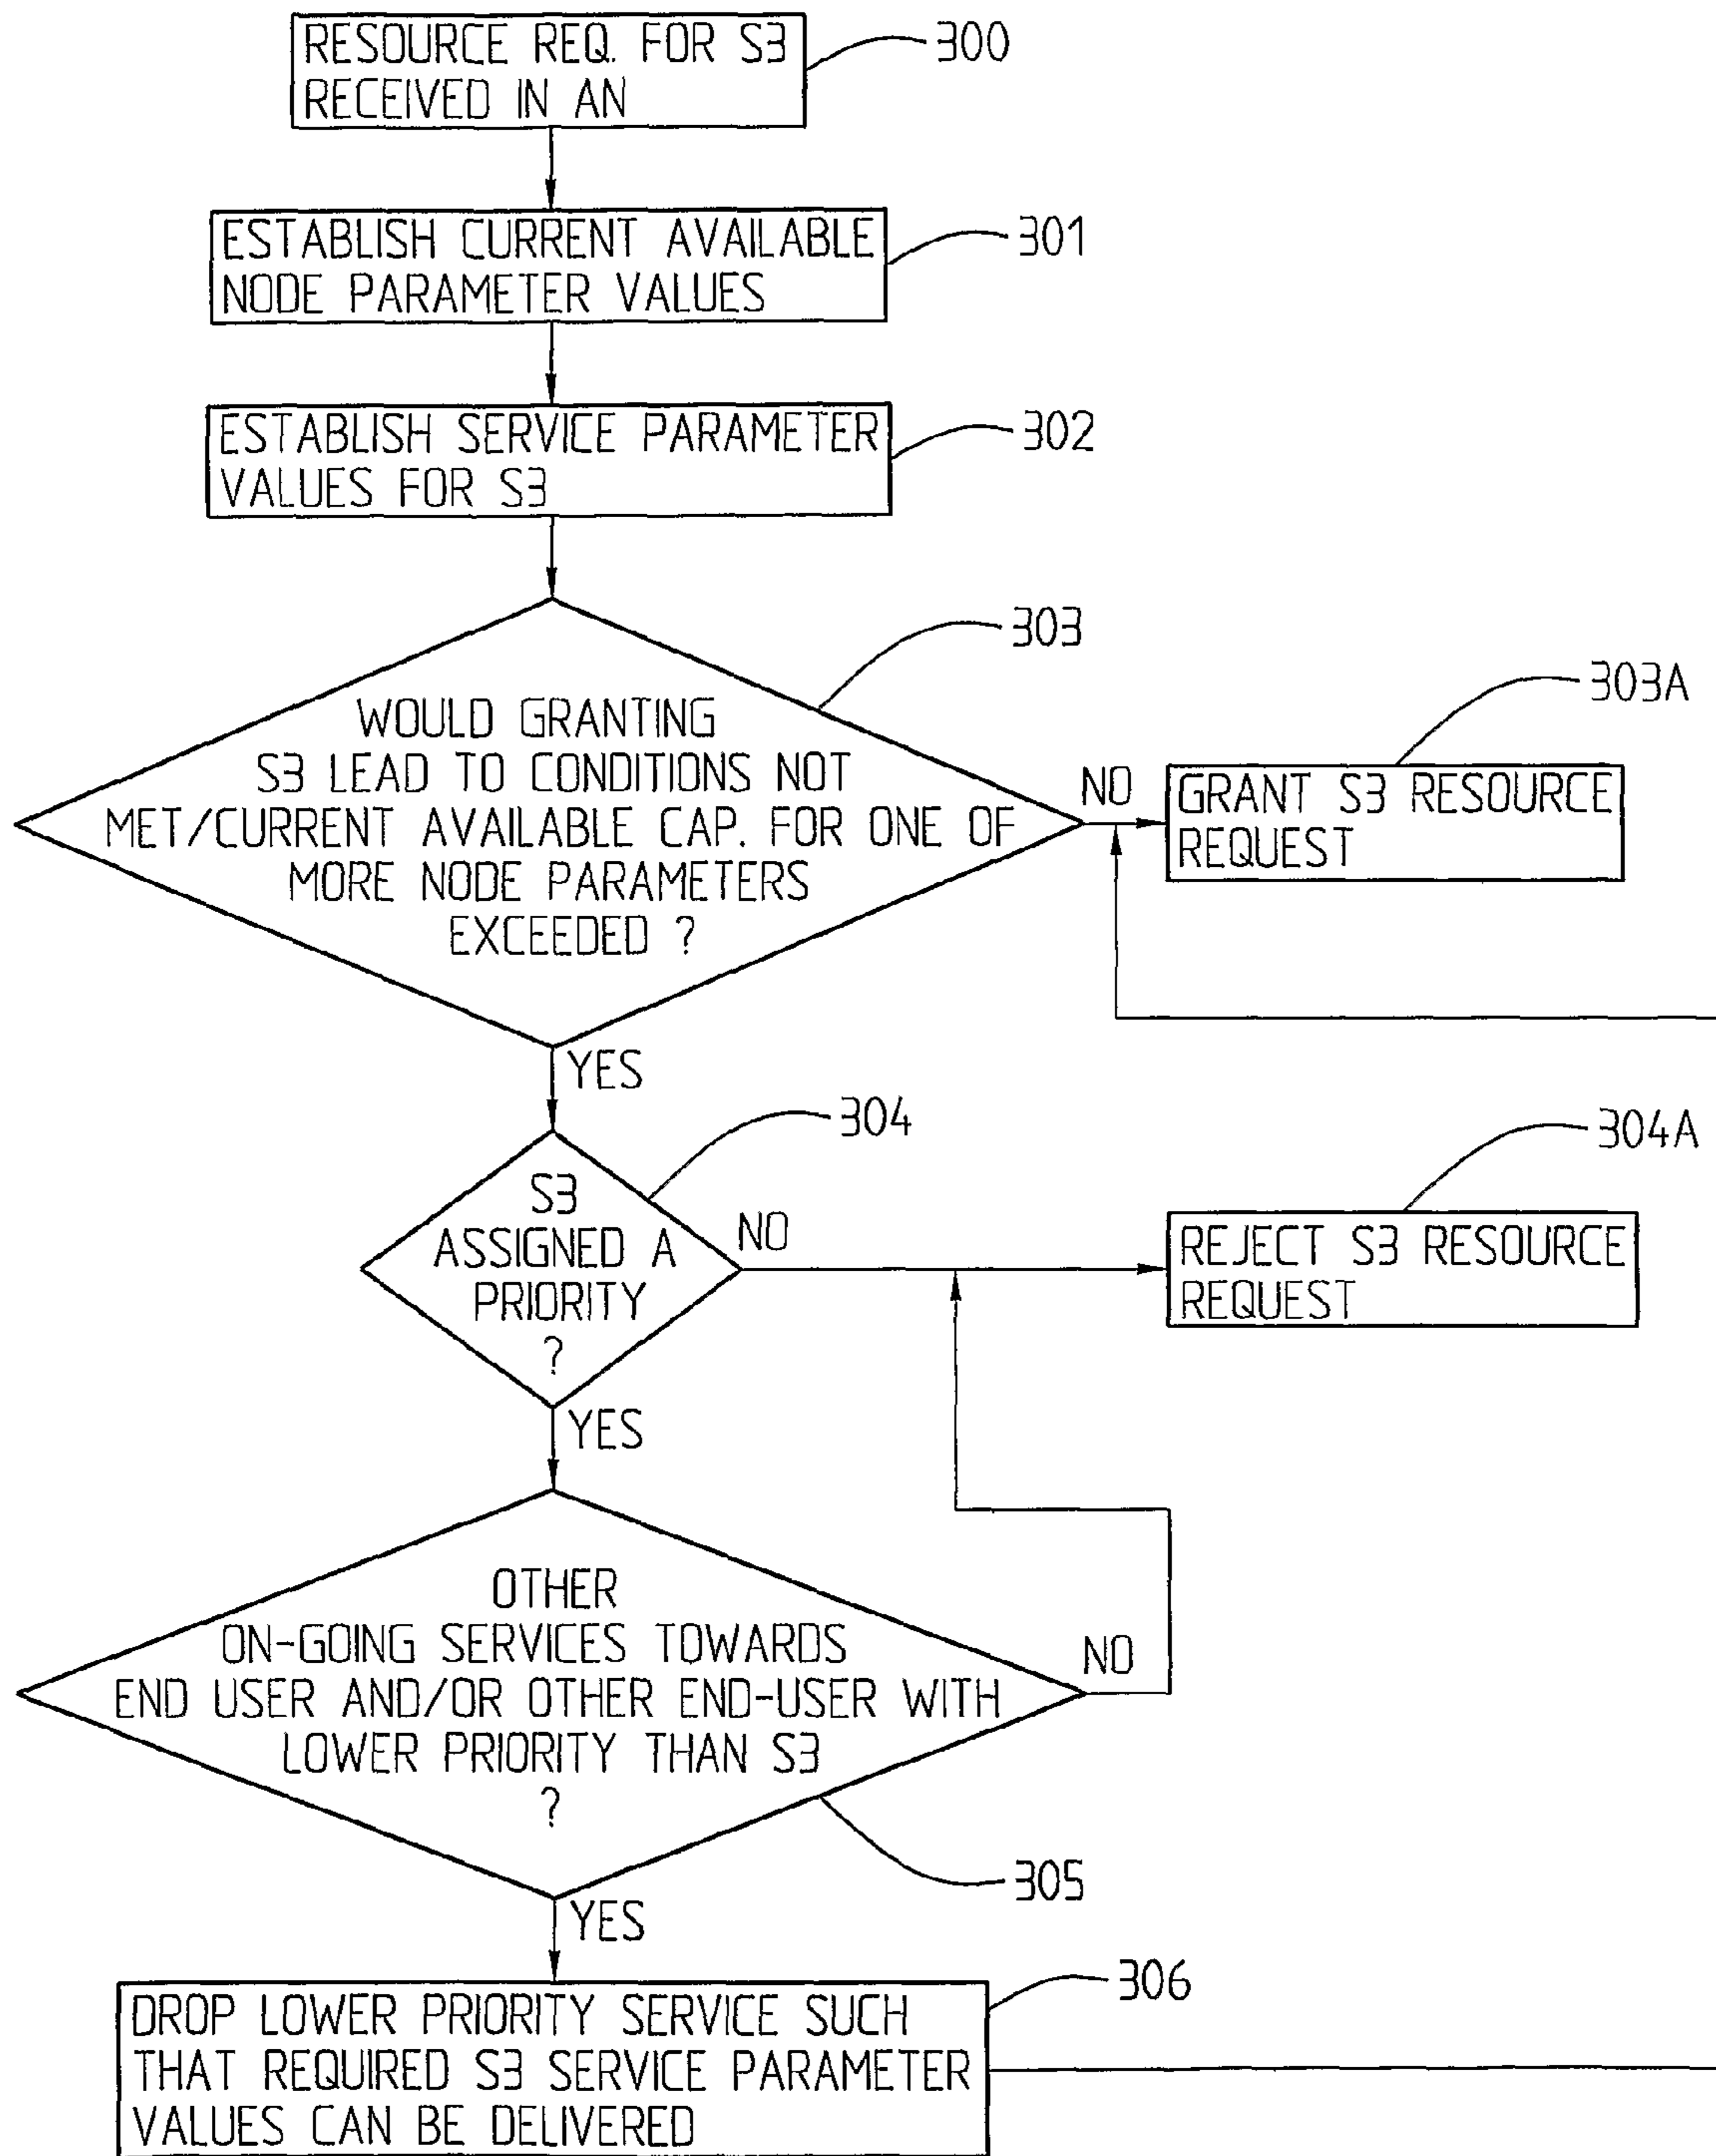 RESOURCE REQ. FOR S3
RECEIVED IN AN
300
ESTABLISH CURRENT AVAILABLE
NODE PARAMETER VALUES
301
ESTABLISH SERVICE PARAMETER
VALUES FOR S3
302
WOULD GRANTING
S3 LEAD TO CONDITIONS NOT
MET/CURRENT AVAILABLE CAP. FOR ONE OF
MORE NODE PARAMETERS
EXCEEDED ?
303
NO
GRANT S3 RESOURCE
REQUEST
303A
YES
S3
ASSIGNED A
PRIORITY
?
304
NO
REJECT S3 RESOURCE
REQUEST
304A
YES
OTHER
ON-GOING SERVICES TOWARDS
END USER AND/OR OTHER END-USER WITH
LOWER PRIORITY THAN S3
?
NO
305
YES
DROP LOWER PRIORITY SERVICE SUCH
THAT REQUIRED S3 SERVICE PARAMETER
VALUES CAN BE DELIVERED
306